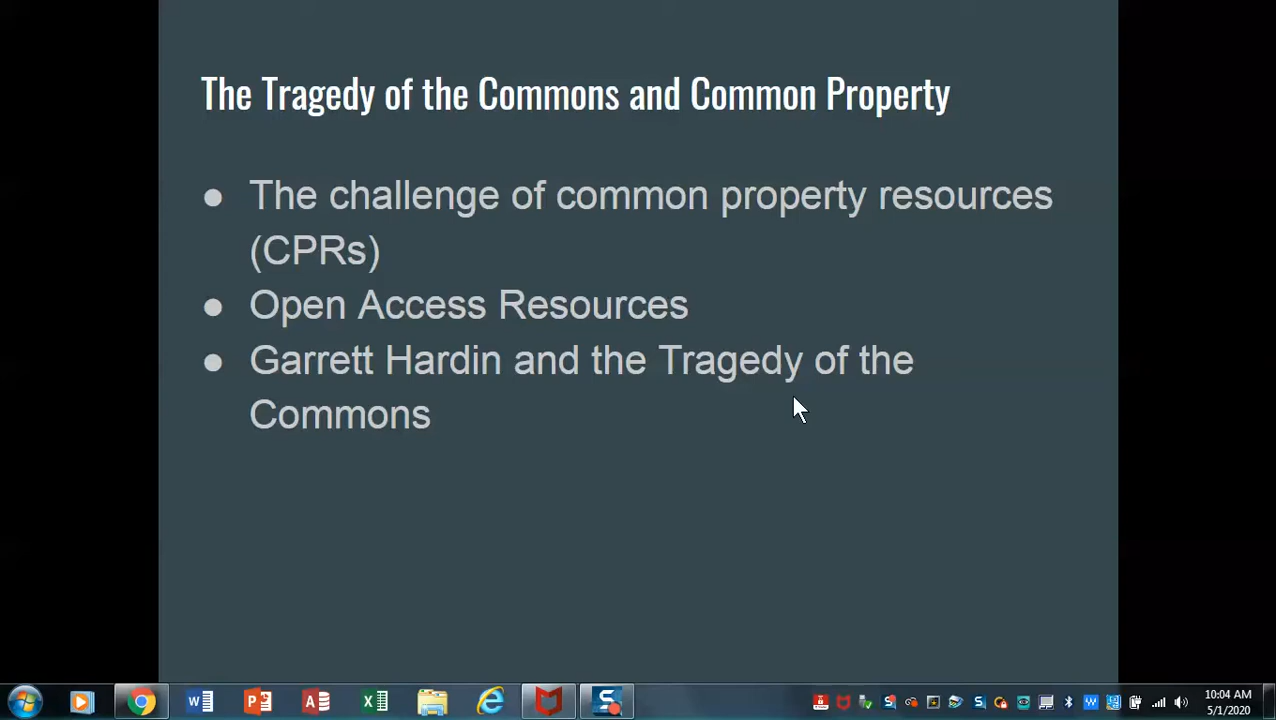 The Tragedy of the Commons and Common Property
● The challenge of common property resources
(CPRs)
● Open Access Resources
● Garrett Hardin and the Tragedy of the
Commons
10:04 AM
5/1/2020